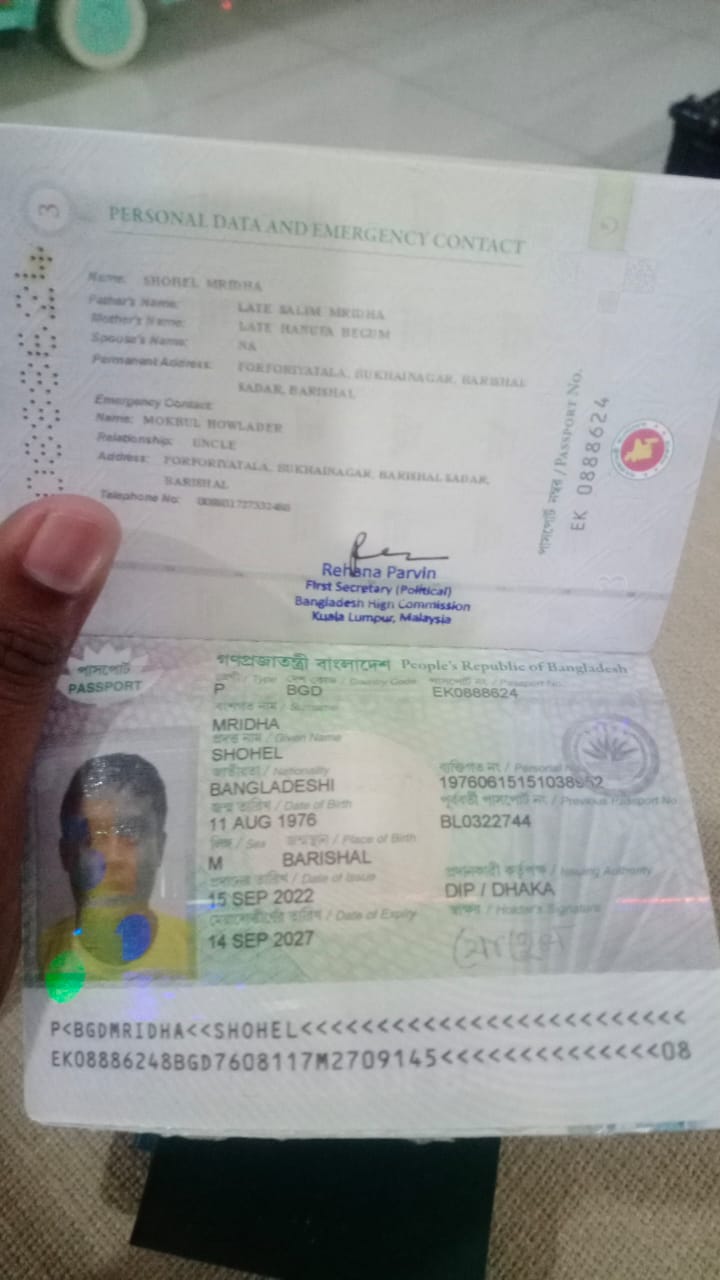 3
PERSONAL DATA AND EMERGENCY CONTACT
Name: SHOHEL MRIDHA
Father's Name: LATE SALIM MRIDHA
Mother's Name: LATE HANUFA BEGUM
Spouse's Name: NA
Permanent Address: PORFORIYATALA, SUKHAINAGAR, BARISHAL
SADAR, BARISHAL
Emergency Contact:
Name: MOKBUL HOWLADER
Relationship: UNCLE
Address: PORFORIYATALA, SUKHAINAGAR, BARISHAL SADAR,
BARISHAL
Telephone No:
পাসপোর্ট নম্বর / PASSPORT No.
EK 0888624
Rehana Parvin
First Secretary (Political)
Bangladesh High Commission
Kuala Lumpur, Malaysia
পাসপোর্ট
PASSPORT
গণপ্রজাতন্ত্রী বাংলাদেশ People's Republic of Bangladesh
শ্রেণী / Type দেশ কোড / Country Code পাসপোর্ট নং / Passport No.
P BGD EK0888624
বংশগত নাম / Surname
MRIDHA
প্রদত্ত নাম / Given Name
SHOHEL
জাতীয়তা / Nationality ব্যক্তিগত নং / Personal No
BANGLADESHI 19760615151038952
জন্ম তারিখ / Date of Birth পূর্ববর্তী পাসপোর্ট নং / Previous Passport No
11 AUG 1976 BL0322744
লিঙ্গ / Sex জন্মস্থান / Place of Birth
M BARISHAL
প্রদানের তারিখ / Date of Issue প্রদানকারী কর্তৃপক্ষ / Issuing Authority
15 SEP 2022 DIP / DHAKA
মেয়াদোত্তীর্ণের তারিখ / Date of Expiry স্বাক্ষর / Holder's Signature
14 SEP 2027 সোহেল
P<BGDMRIDHA<<SHOHEL<<<<<<<<<<<<<<<<<<<<<<<<<
EK08886248BGD7608117M2709145<<<<<<<<<<<<<<08